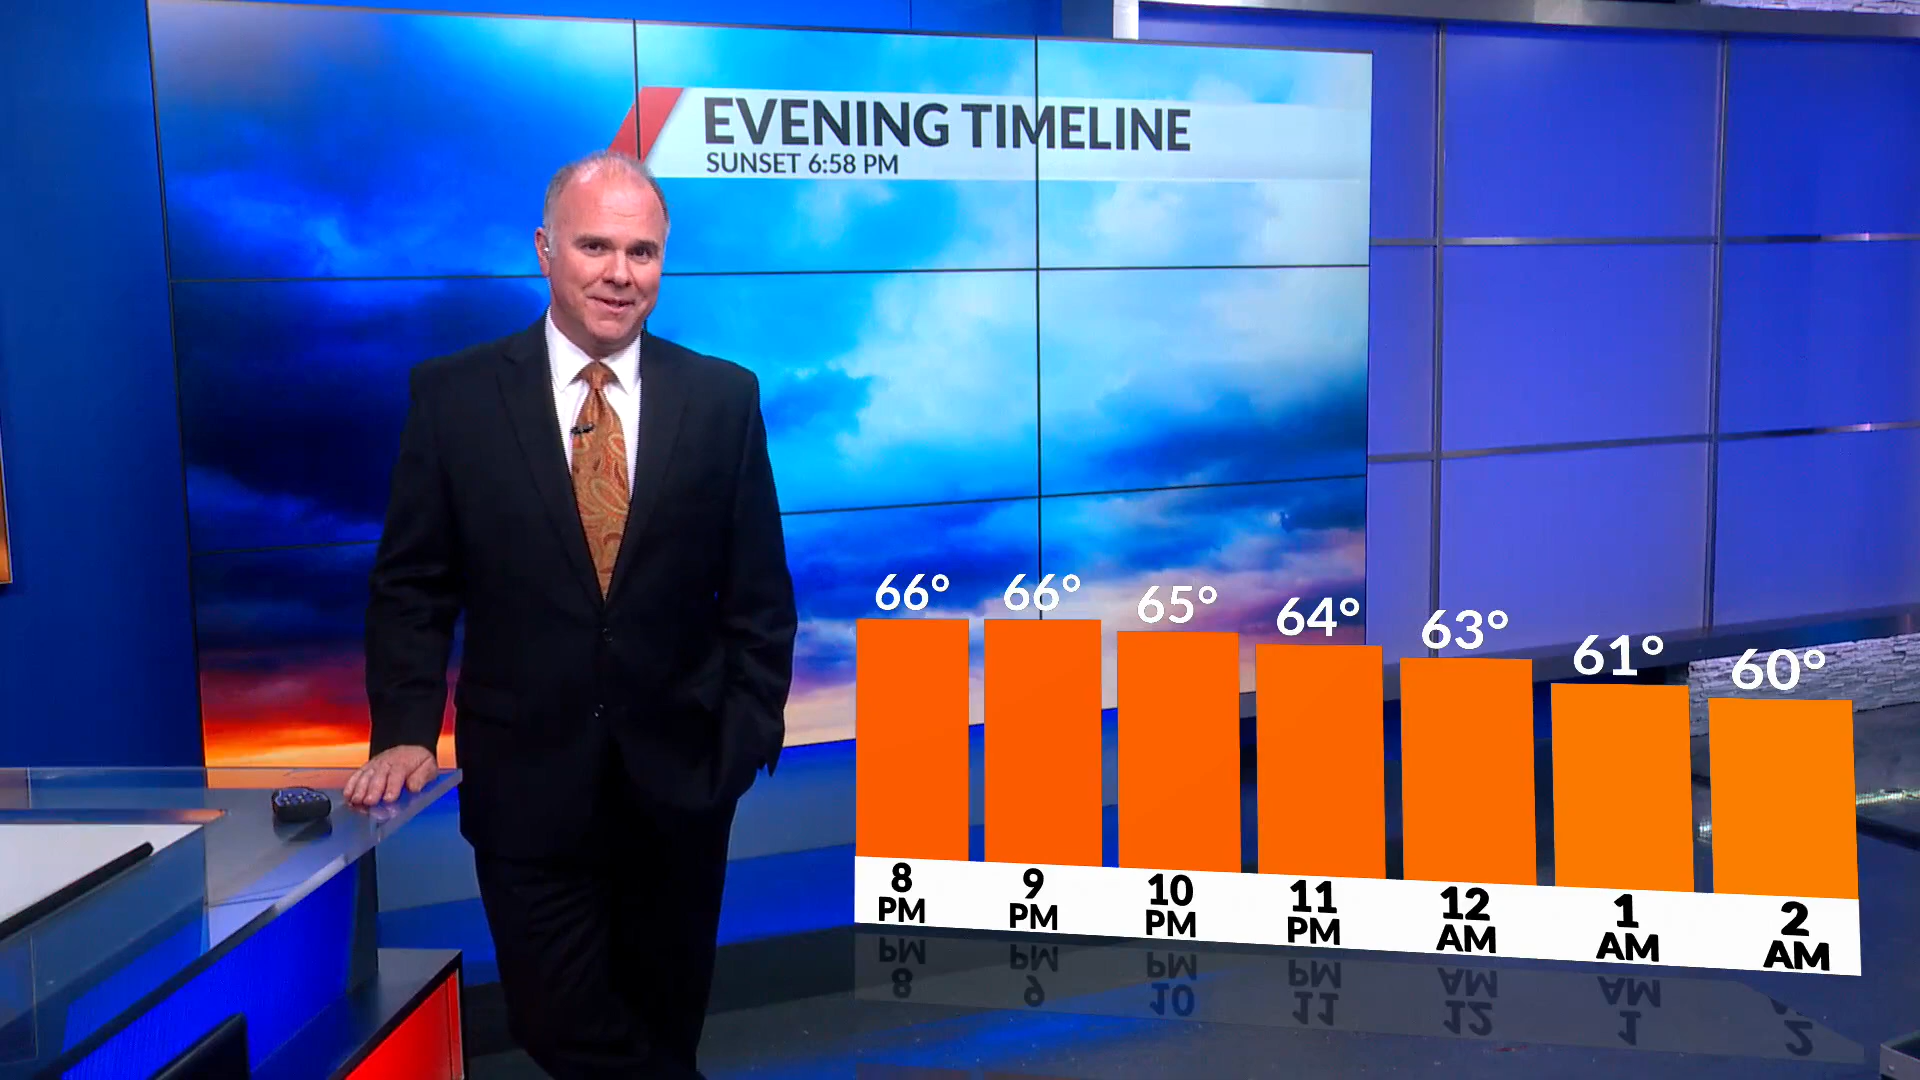 EVENING TIMELINE
SUNSET 6:58 PM
66° 66° 65° 64° 63° 61° 60°
8 9 10 11 12 1 2
PM PM PM PM AM AM AM